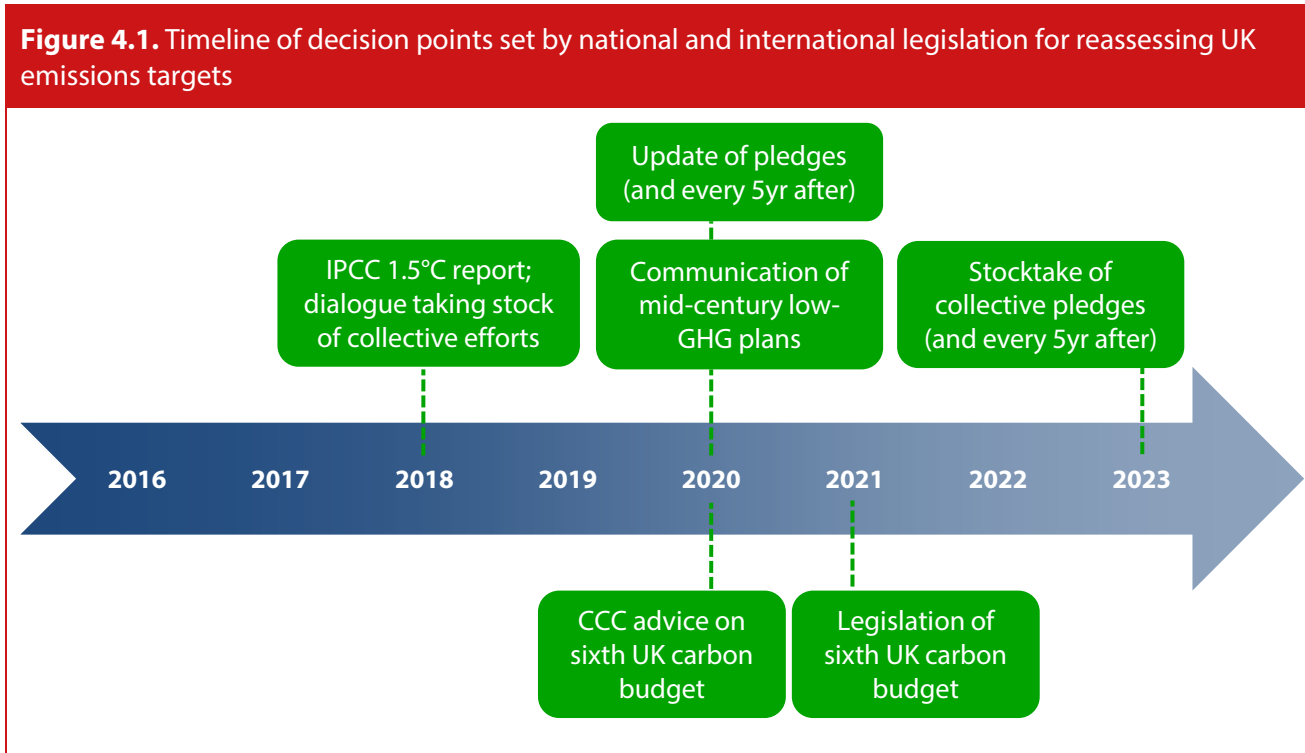 Figure 4.1. Timeline of decision points set by national and international legislation for reassessing UK
emissions targets
Update of pledges
(and every 5yr after)
IPCC 1.5°C report;
dialogue taking stock
of collective efforts
Communication of
mid-century low-
GHG plans
Stocktake of
collective pledges
(and every 5yr after)
2016 2017 2018 2019 2020 2021 2022 2023
CCC advice on
sixth UK carbon
budget
Legislation of
sixth UK carbon
budget